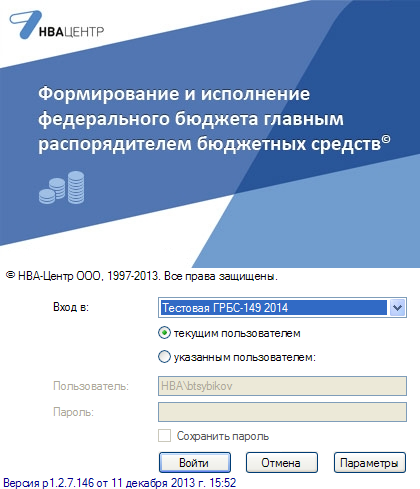 НВАЦЕНТР
Формирование и исполнение
федерального бюджета главным
распорядителем бюджетных средств©
© НВА-Центр ООО, 1997-2013. Все права защищены.
Вход в: Тестовая ГРБС-149 2014
текущим пользователем
указанным пользователем:
Пользователь: HBA\btsybikov
Пароль:
Сохранить пароль
Войти Отмена Параметры
Версия p1.2.7.146 от 11 декабря 2013 г. 15:52